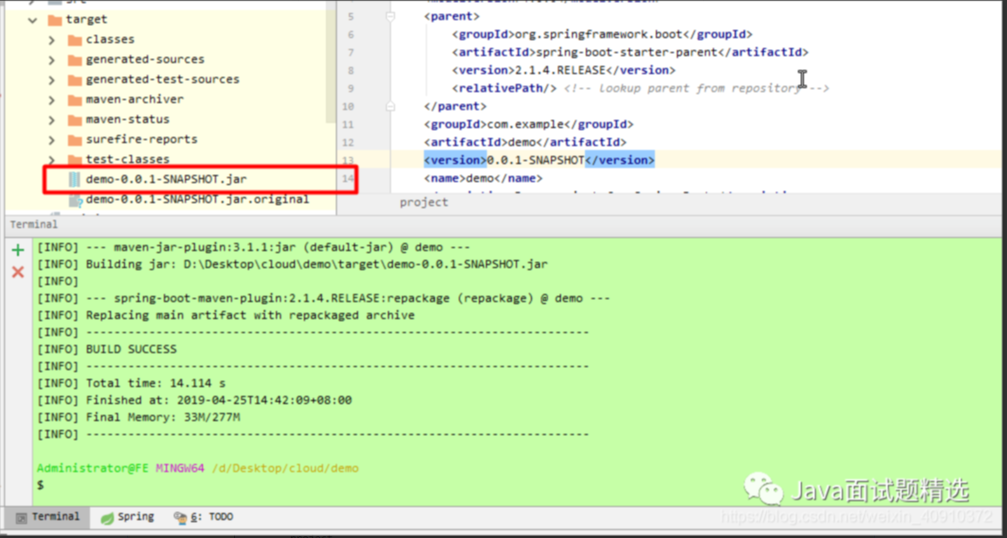 target
classes
generated-sources
generated-test-sources
maven-archiver
maven-status
surefire-reports
test-classes
demo-0.0.1-SNAPSHOT.jar
demo-0.0.1-SNAPSHOT.jar.original
5 <parent>
6 <groupId>org.springframework.boot</groupId>
7 <artifactId>spring-boot-starter-parent</artifactId>
8 <version>2.1.4.RELEASE</version>
9 <relativePath/> <!-- lookup parent from repository -->
10 </parent>
11 <groupId>com.example</groupId>
12 <artifactId>demo</artifactId>
13 <version>0.0.1-SNAPSHOT</version>
14 <name>demo</name>
project
Terminal
[INFO] --- maven-jar-plugin:3.1.1:jar (default-jar) @ demo ---
[INFO] Building jar: D:\Desktop\cloud\demo\target\demo-0.0.1-SNAPSHOT.jar
[INFO]
[INFO] --- spring-boot-maven-plugin:2.1.4.RELEASE:repackage (repackage) @ demo ---
[INFO] Replacing main artifact with repackaged archive
[INFO] ------------------------------------------------------------------------
[INFO] BUILD SUCCESS
[INFO] ------------------------------------------------------------------------
[INFO] Total time: 14.114 s
[INFO] Finished at: 2019-04-25T14:42:09+08:00
[INFO] Final Memory: 33M/277M
[INFO] ------------------------------------------------------------------------
Administrator@FE MINGW64 /d/Desktop/cloud/demo
$
Java面试题精选
https://blog.csdn.net/weixin_40910372
Terminal Spring 6: TODO